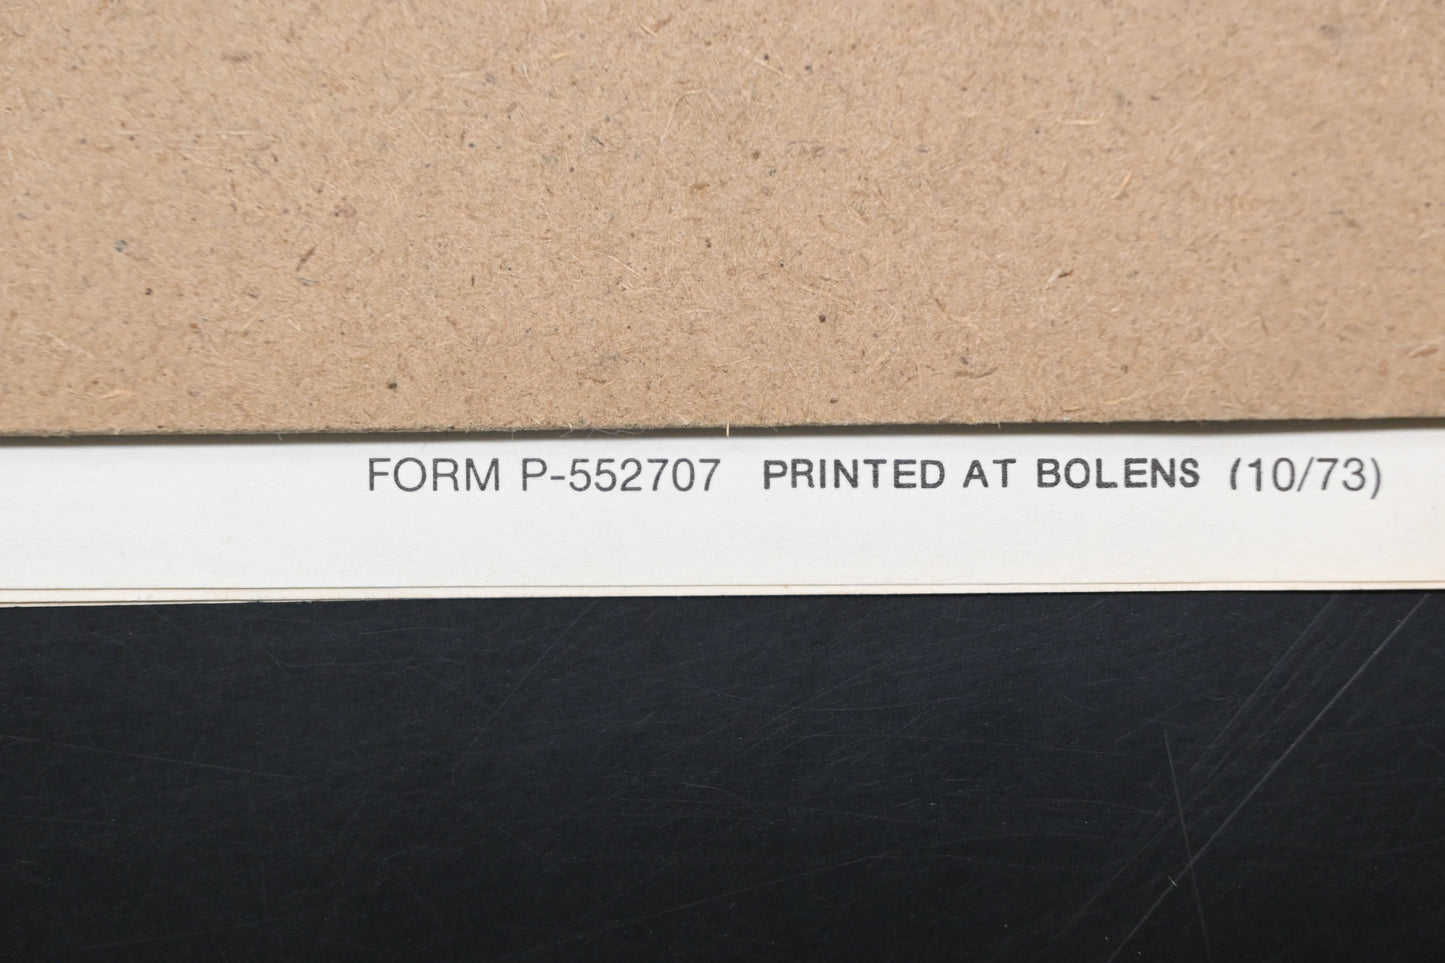 FORM P-552707 PRINTED AT BOLENS (10/73)